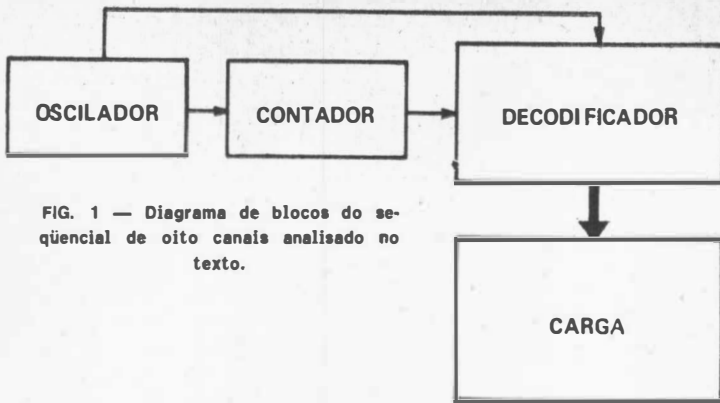 OSCILADOR
CONTADOR
DECODIFICADOR
FIG. 1 — Diagrama de blocos do se-
qüencial de oito canais analisado no
texto.
CARGA